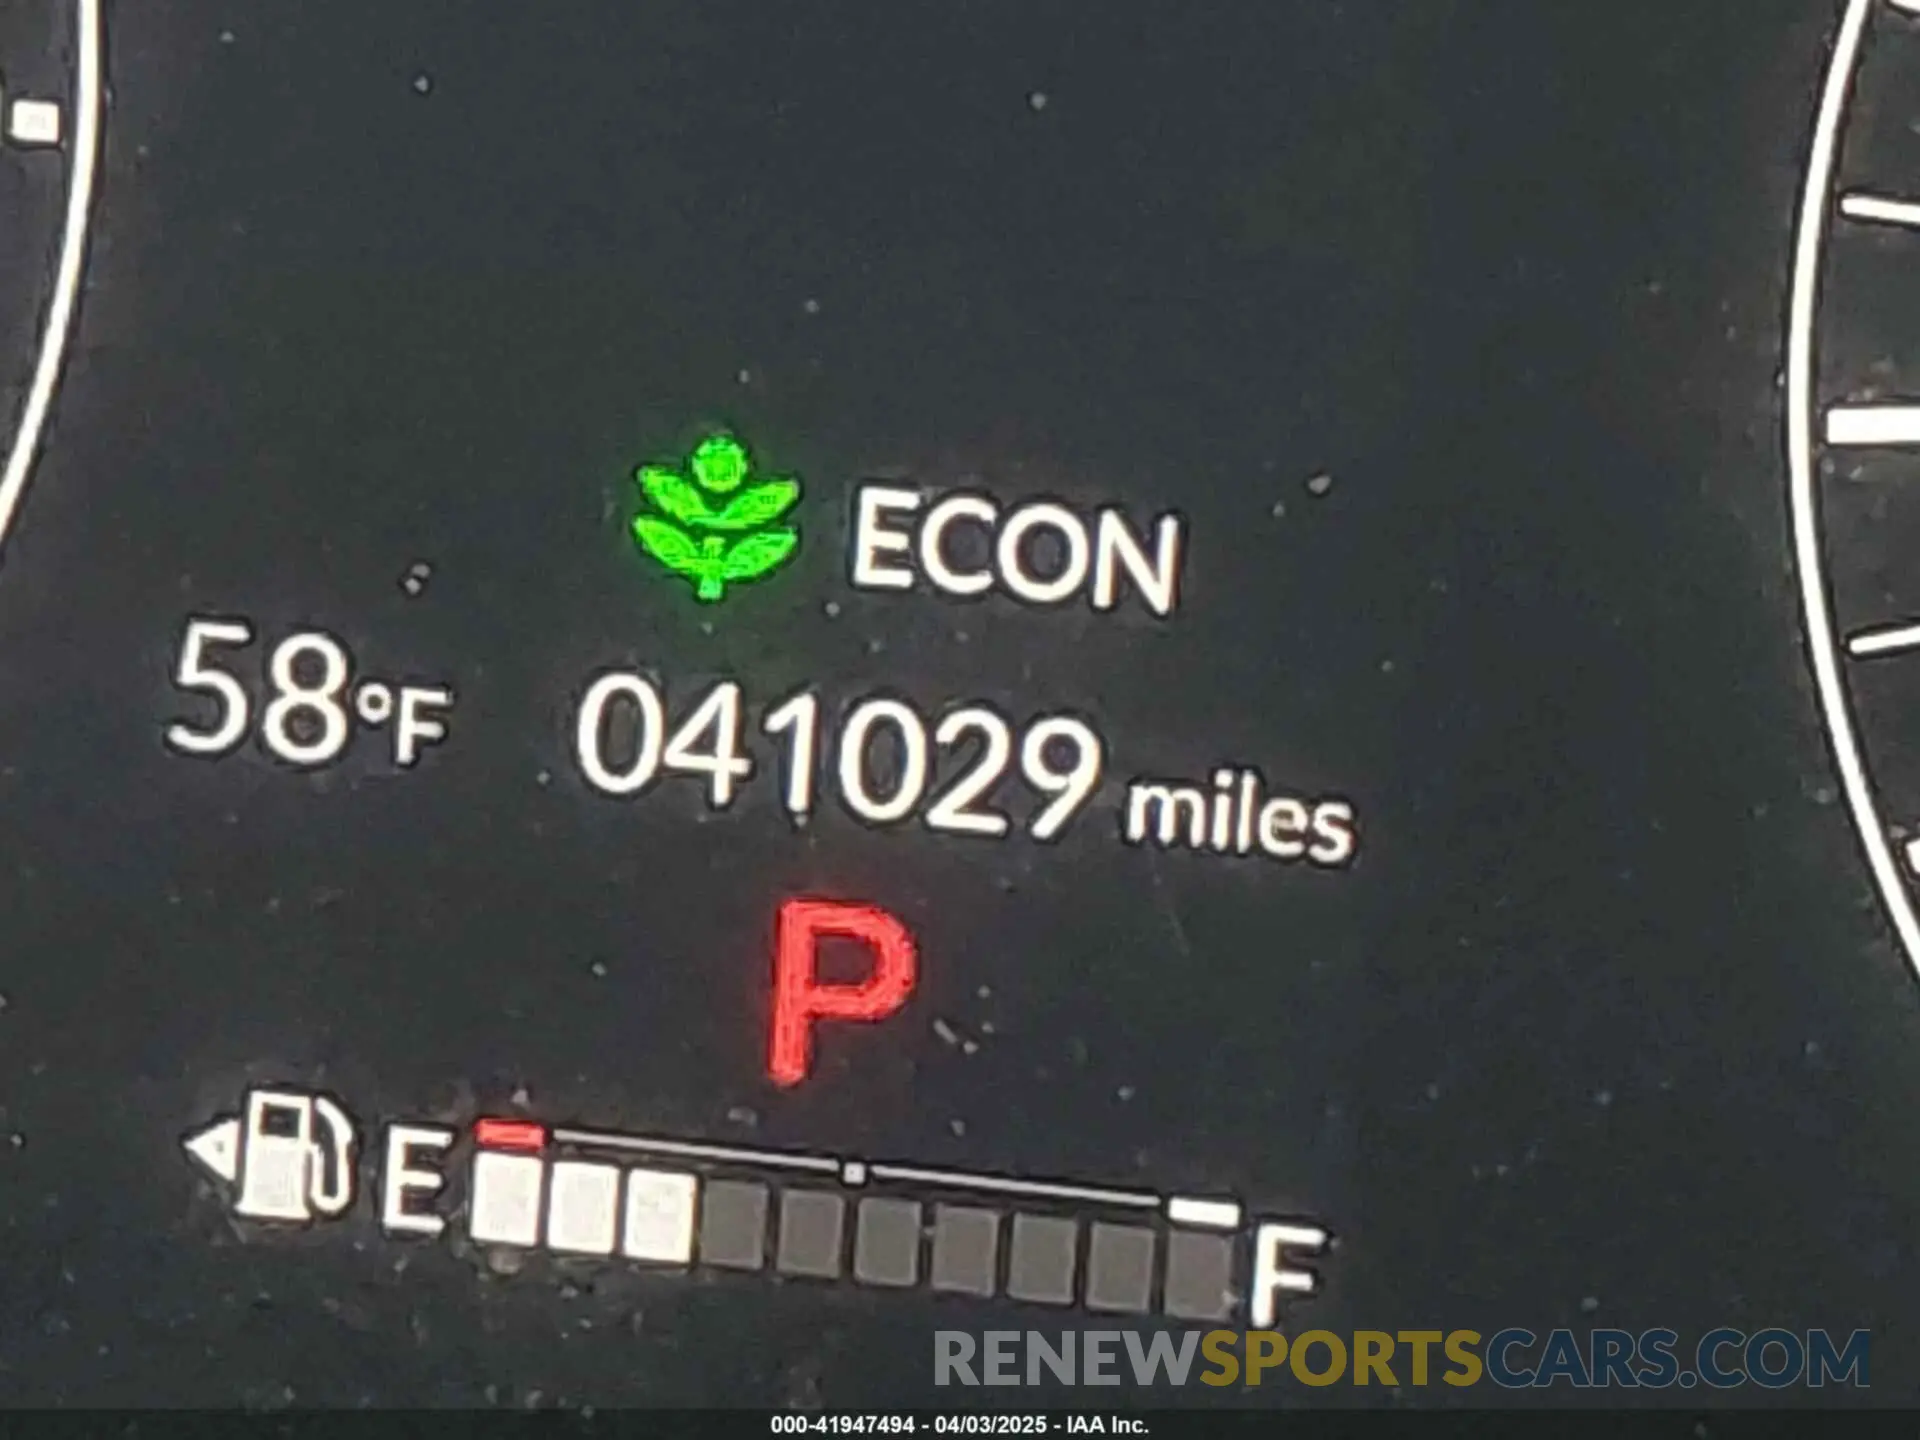 ECON
58°F 041029 miles
P
E F
RENEWSPORTSCARS.COM
000-41947494 - 04/03/2025 - IAA Inc.